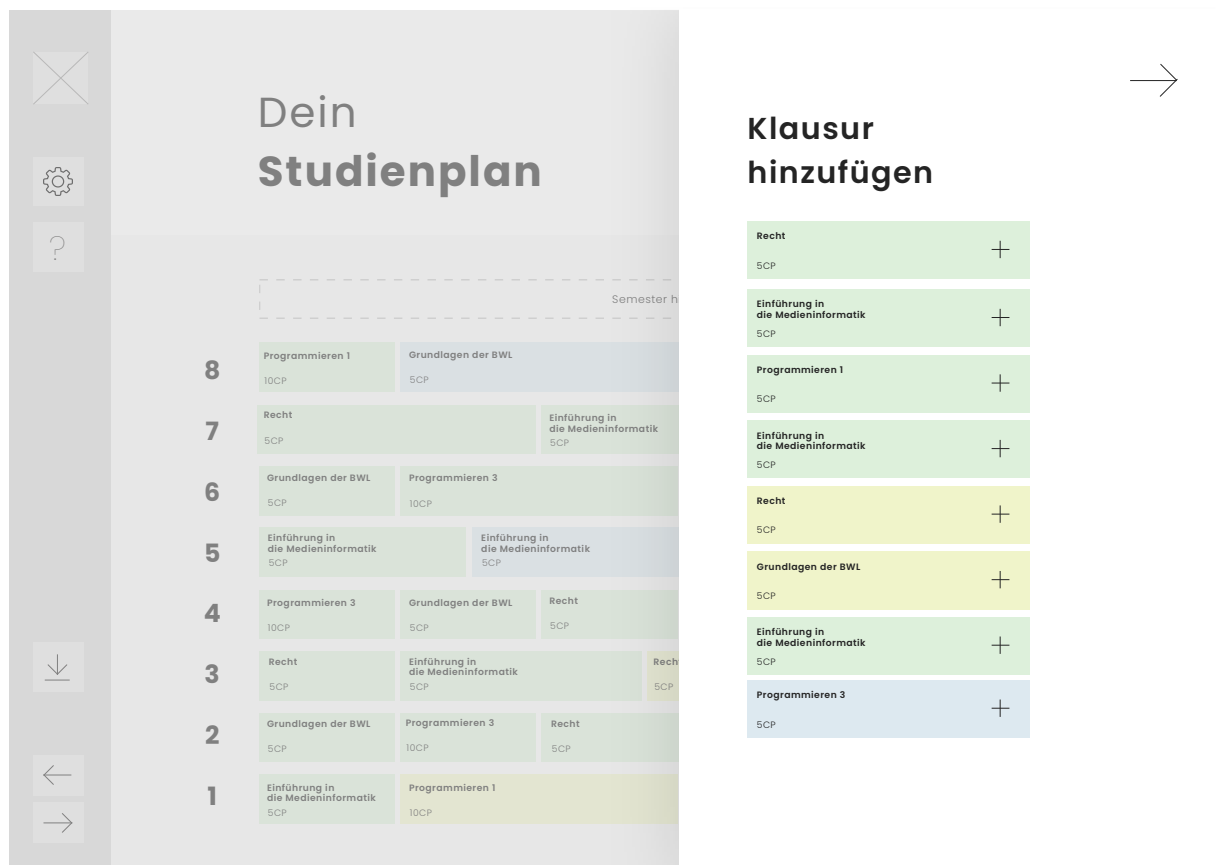 Dein
Studienplan
Semester h
8
Programmieren 1
10CP
Grundlagen der BWL
5CP
7
Recht
5CP
Einführung in
die Medieninformatik
5CP
6
Grundlagen der BWL
5CP
Programmieren 3
10CP
5
Einführung in
die Medieninformatik
5CP
Einführung in
die Medieninformatik
5CP
4
Programmieren 3
10CP
Grundlagen der BWL
5CP
Recht
5CP
3
Recht
5CP
Einführung in
die Medieninformatik
5CP
Rech
5CP
2
Grundlagen der BWL
5CP
Programmieren 3
10CP
Recht
5CP
1
Einführung in
die Medieninformatik
5CP
Programmieren 1
10CP
Klausur
hinzufügen
Recht
5CP
Einführung in
die Medieninformatik
5CP
Programmieren 1
5CP
Einführung in
die Medieninformatik
5CP
Recht
5CP
Grundlagen der BWL
5CP
Einführung in
die Medieninformatik
5CP
Programmieren 3
5CP